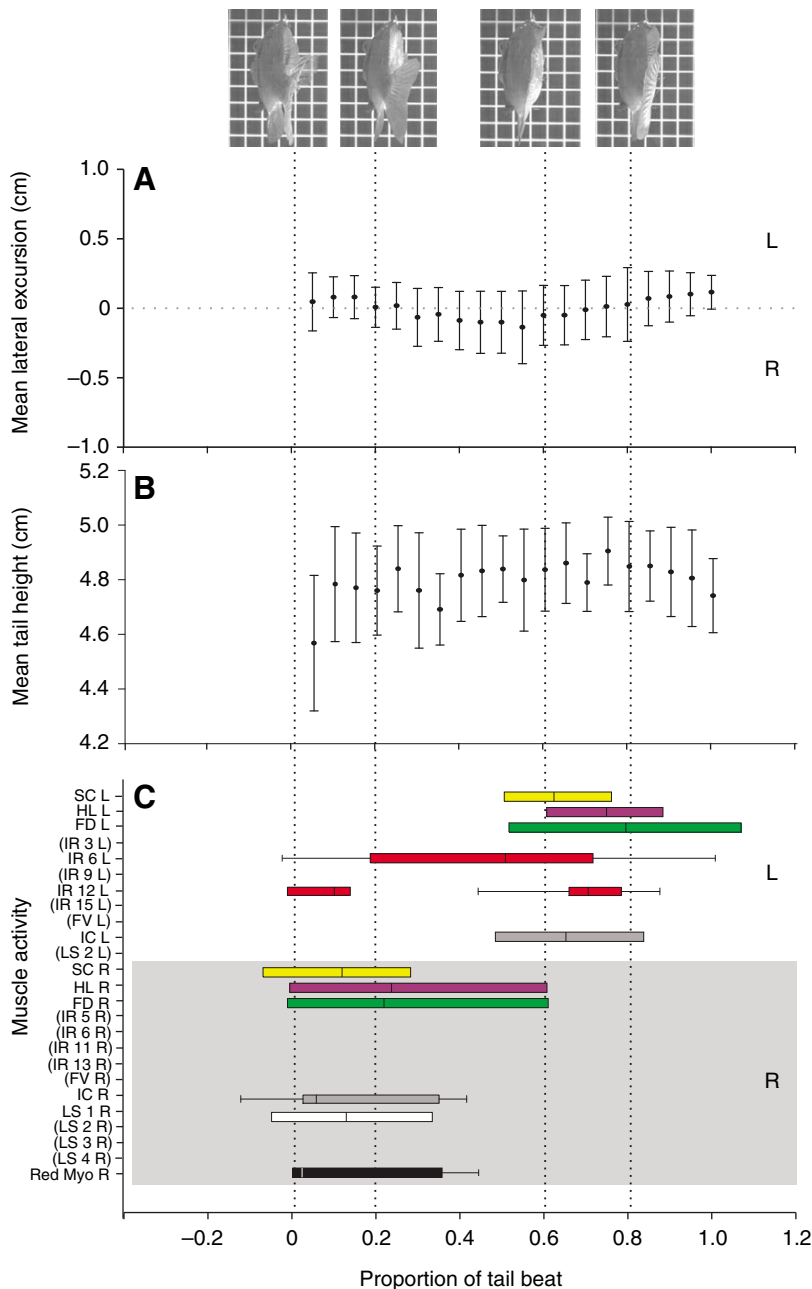 A
Mean lateral excursion (cm)
1.0
0.5
0
–0.5
–1.0
L
R
B
Mean tail height (cm)
5.2
5.0
4.8
4.6
4.4
4.2
C
Muscle activity
SC L
HL L
FD L
(IR 3 L)
IR 6 L
(IR 9 L)
IR 12 L
(IR 15 L)
(FV L)
IC L
(LS 2 L)
L
SC R
HL R
FD R
(IR 5 R)
(IR 6 R)
(IR 11 R)
(IR 13 R)
(FV R)
IC R
LS 1 R
(LS 2 R)
(LS 3 R)
(LS 4 R)
Red Myo R
R
–0.2 0 0.2 0.4 0.6 0.8 1.0 1.2
Proportion of tail beat